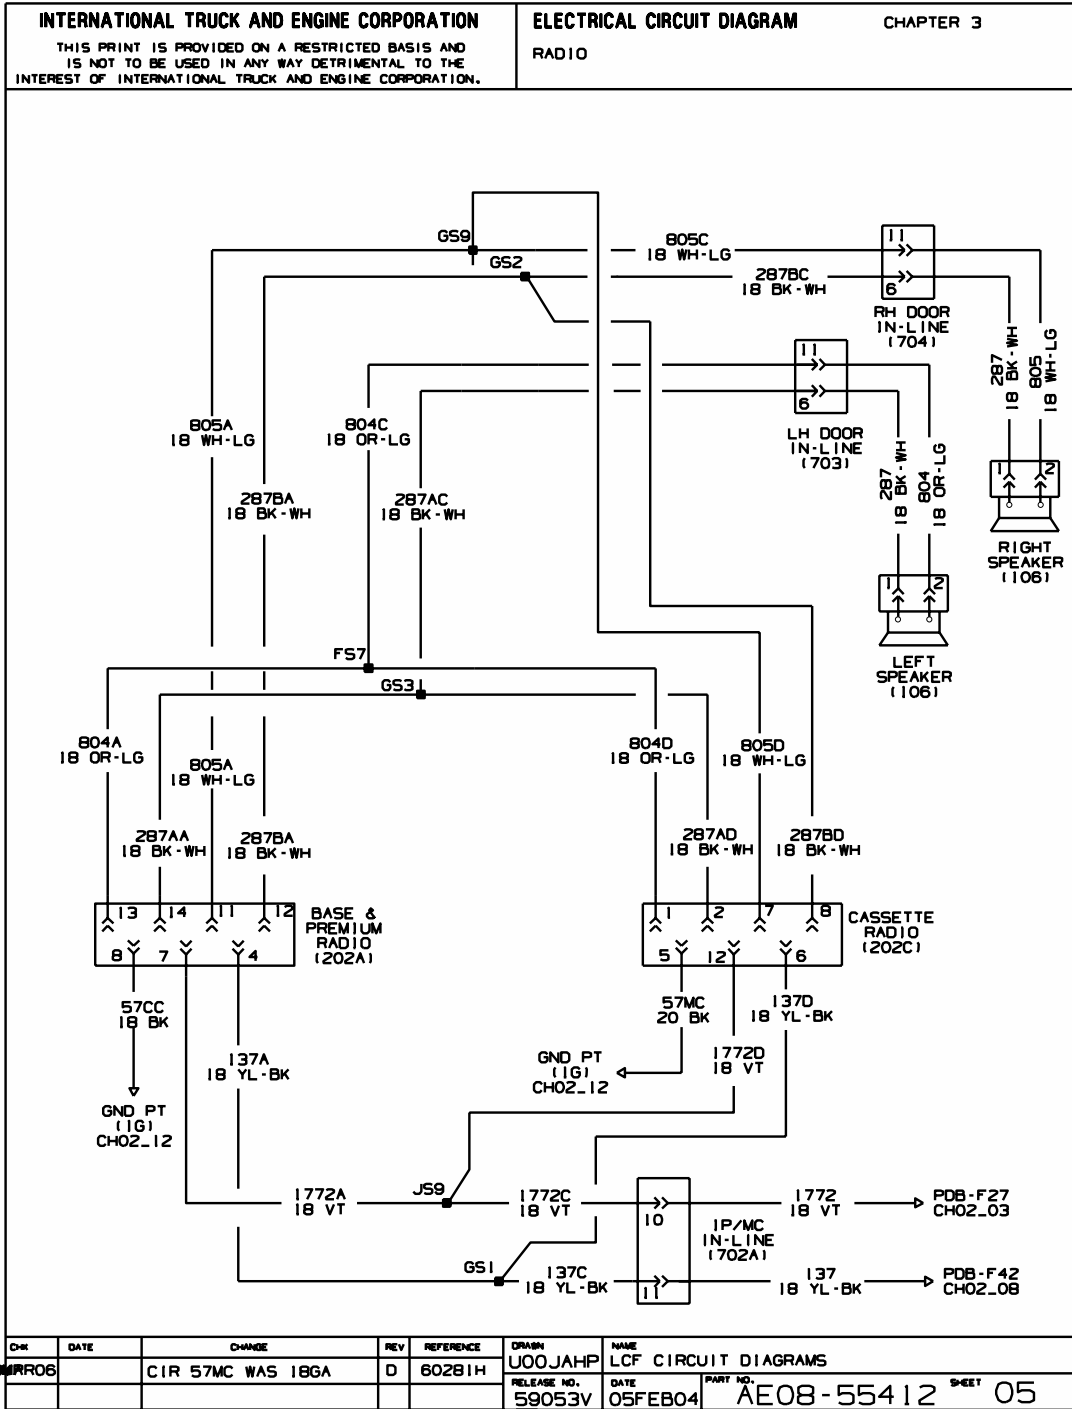 INTERNATIONAL TRUCK AND ENGINE CORPORATION
THIS PRINT IS PROVIDED ON A RESTRICTED BASIS AND
IS NOT TO BE USED IN ANY WAY DETRIMENTAL TO THE
INTEREST OF INTERNATIONAL TRUCK AND ENGINE CORPORATION.
ELECTRICAL CIRCUIT DIAGRAM
CHAPTER 3
RADIO
GS9
GS2
805C
18 WH-LG
287BC
18 BK-WH
11
6
RH DOOR
IN-LINE
(704)
11
6
LH DOOR
IN-LINE
(703)
287
18 BK-WH
805
18 WH-LG
287
18 BK-WH
804
18 OR-LG
1
2
RIGHT
SPEAKER
(106)
1
2
LEFT
SPEAKER
(106)
805A
18 WH-LG
804C
18 OR-LG
287BA
18 BK-WH
287AC
18 BK-WH
FS7
GS3
804A
18 OR-LG
805A
18 WH-LG
804D
18 OR-LG
805D
18 WH-LG
287AA
18 BK-WH
287BA
18 BK-WH
287AD
18 BK-WH
287BD
18 BK-WH
13
14
11
12
8
7
4
BASE &
PREMIUM
RADIO
(202A)
1
2
7
8
5
12
6
CASSETTE
RADIO
(202C)
57CC
18 BK
137A
18 YL-BK
GND PT
(1G)
CH02_12
57MC
20 BK
137D
18 YL-BK
1772D
18 VT
GND PT
(1G)
CH02_12
1772A
18 VT
JS9
1772C
18 VT
10
1772
18 VT
PDB-F27
CH02_03
IP/MC
IN-LINE
(702A)
GS1
137C
18 YL-BK
11
137
18 YL-BK
PDB-F42
CH02_08
CHK
DATE
CHANGE
REV
REFERENCE
DRAWN
NAME
RR06
CIR 57MC WAS 18GA
D
60281H
U00JAHP
LCF CIRCUIT DIAGRAMS
RELEASE NO.
59053V
DATE
05FEB04
PART NO.
AE08-55412
SHEET
05